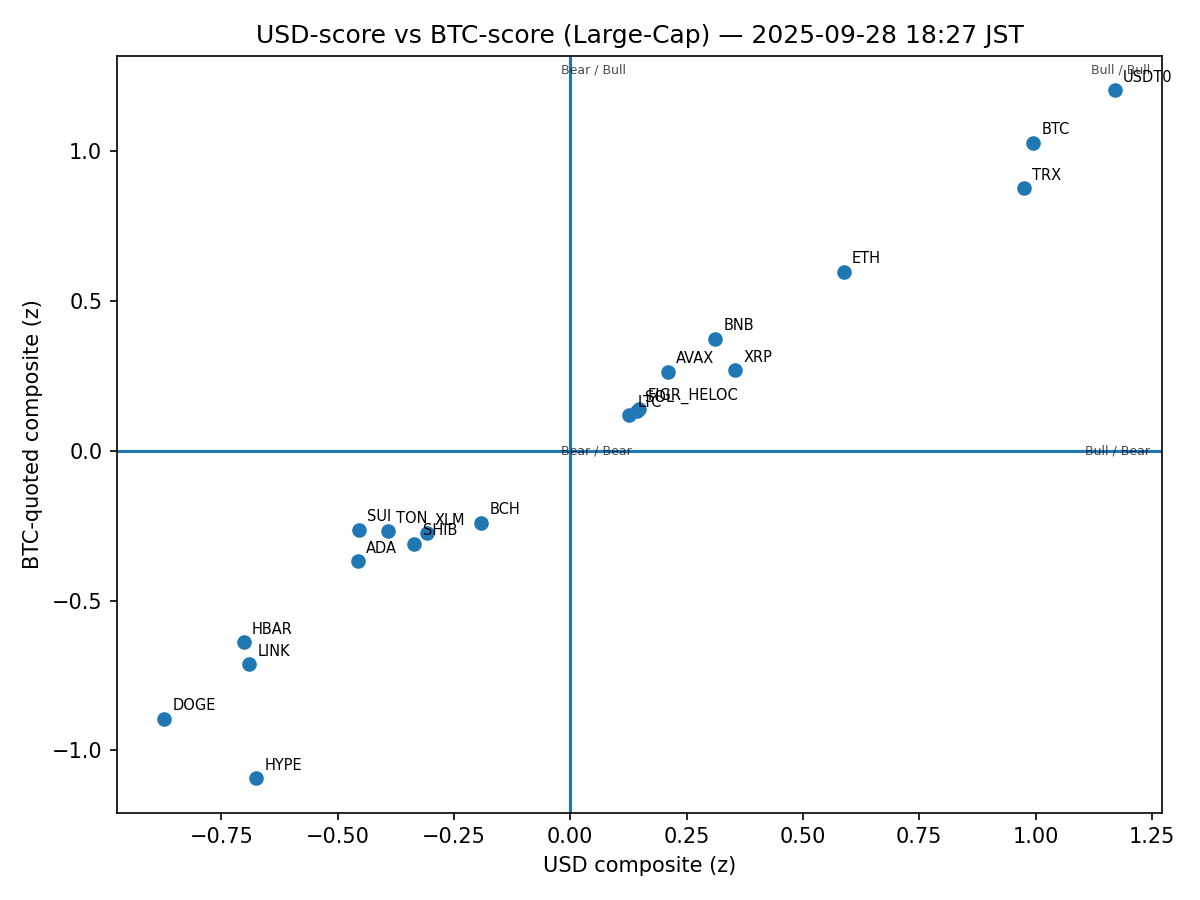 USD-score vs BTC-score (Large-Cap) — 2025-09-28 18:27 JST
Bear / Bull
Bull / Bull
USDT0
BTC
TRX
ETH
BNB
XRP
AVAX
FIGR_HELOC
SOL
LTC
Bear / Bear
Bull / Bear
BCH
SUI
TON
XLM
SHIB
ADA
HBAR
LINK
DOGE
HYPE
1.0
0.5
0.0
−0.5
−1.0
BTC-quoted composite (z)
−0.75
−0.50
−0.25
0.00
0.25
0.50
0.75
1.00
1.25
USD composite (z)